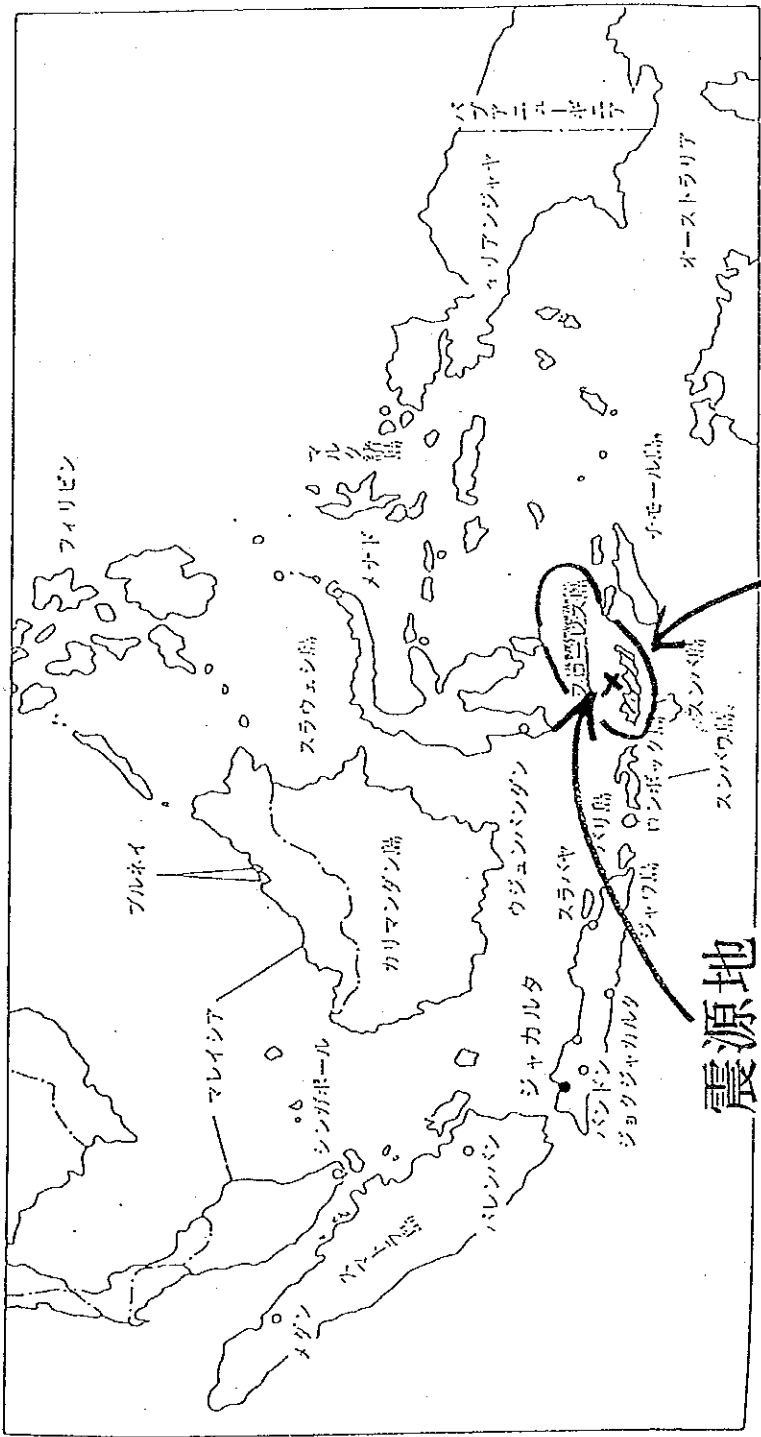 フィリピン
パプアニューギニア
イリアンジャヤ
マルク諸島
ブルネイ
マレイシア
スラウェシ島
メナード
カリマンタン島
シンガポール
メダン
スマトラ島
パレンバン
ジャカルタ
ウジュンパンダン
スラバヤ
バリ島
フローレス島
チモール島
オーストラリア
バンドン
ジョクジャカルタ
ジャワ島
ロンボック島
スンバ島
スンバワ島
震源地